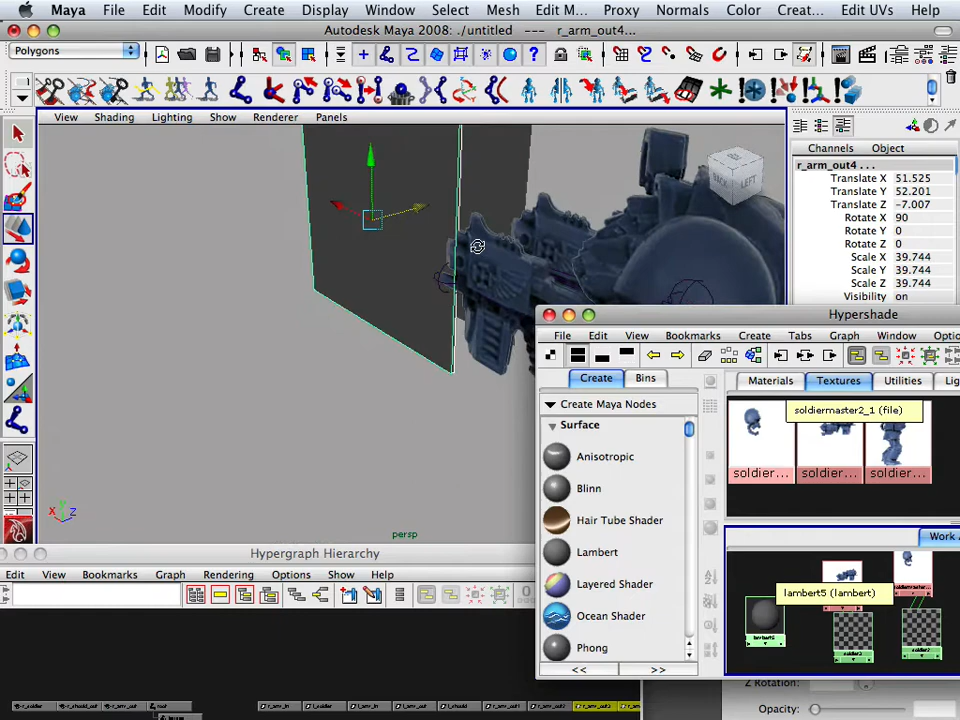 Maya File Edit Modify Create Display Window Select Mesh Edit M... Proxy Normals Color Creat... Edit UVs Help
Autodesk Maya 2008: ./untitled --- r_arm_out4...
Polygons
View Shading Lighting Show Renderer Panels
Channels Object
r_arm_out4 ...
Translate X 51.525
Translate Y 52.201
Translate Z -7.007
Rotate X 90
Rotate Y 0
Rotate Z 0
Scale X 39.744
Scale Y 39.744
Scale Z 39.744
Visibility on
BACK LEFT
persp
X Y Z
Hypershade
File Edit View Bookmarks Create Tabs Graph Window Optio
Create Bins
Materials Textures Utilities Lig
Create Maya Nodes
Surface
Anisotropic
Blinn
Hair Tube Shader
Lambert
Layered Shader
Ocean Shader
Phong
<< >>
soldiermaster2_1 (file)
soldier... soldier... soldier...
Work A
lambert5 (lambert)
Hypergraph Hierarchy
Edit View Bookmarks Graph Rendering Options Show Help
Z Rotation:
Opacity: